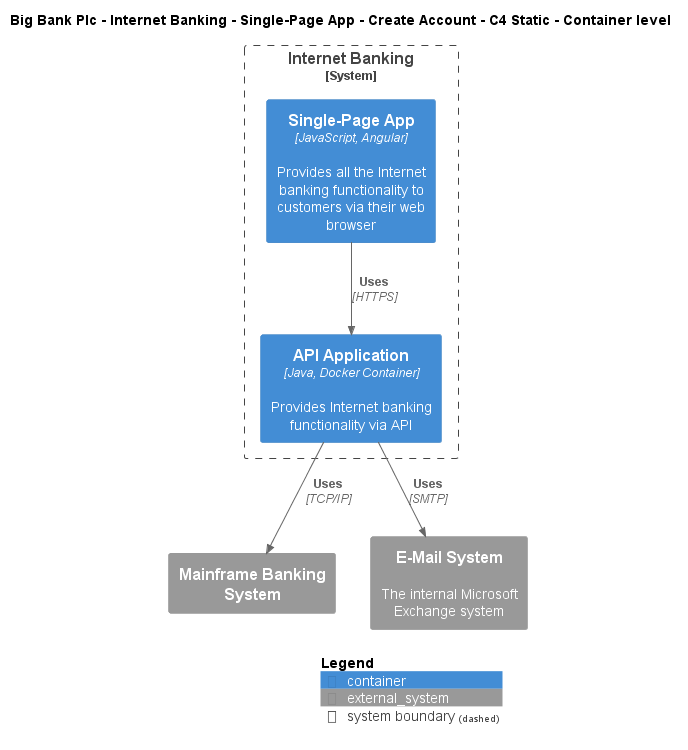 Big Bank Plc - Internet Banking - Single-Page App - Create Account - C4 Static - Container level
Internet Banking
[System]
Single-Page App
[JavaScript, Angular]
Provides all the Internet
banking functionality to
customers via their web
browser
Uses
[HTTPS]
API Application
[Java, Docker Container]
Provides Internet banking
functionality via API
Uses
[TCP/IP]
Uses
[SMTP]
Mainframe Banking
System
E-Mail System
The internal Microsoft
Exchange system
Legend
container
external_system
system boundary (dashed)